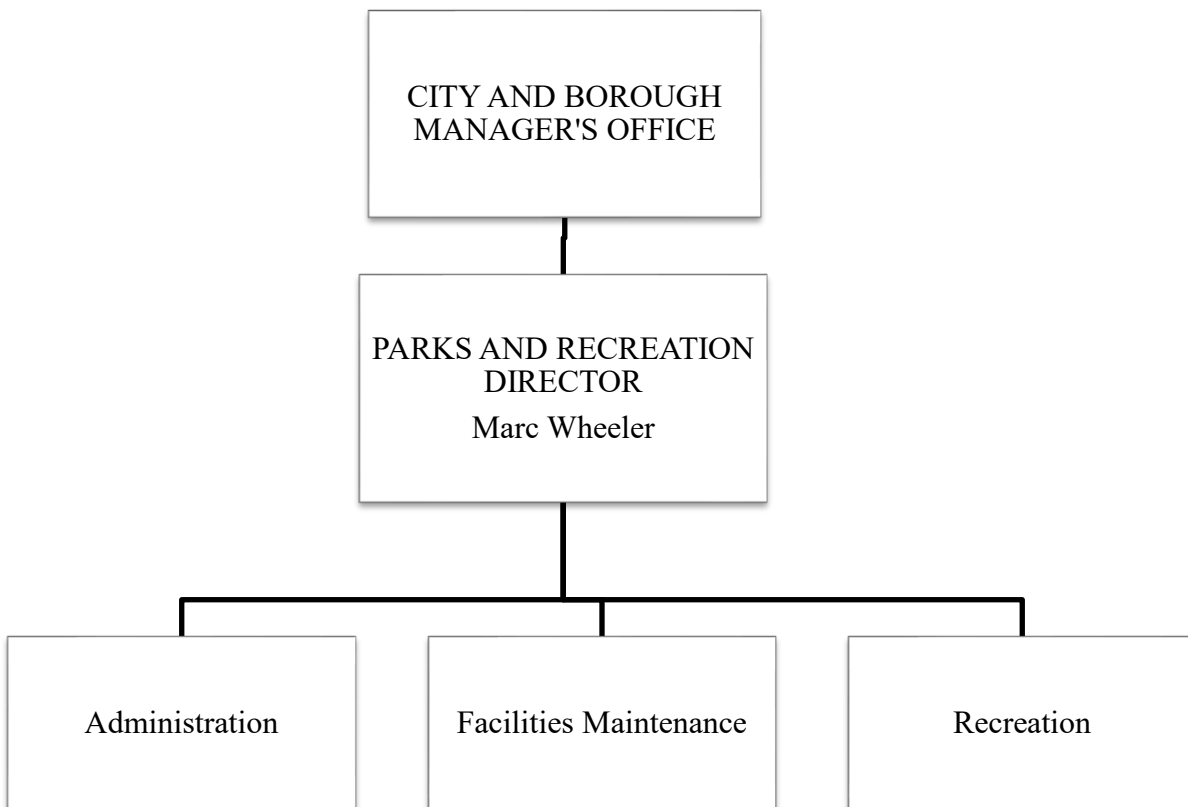 CITY AND BOROUGH
MANAGER'S OFFICE
PARKS AND RECREATION
DIRECTOR
Marc Wheeler
Administration
Facilities Maintenance
Recreation